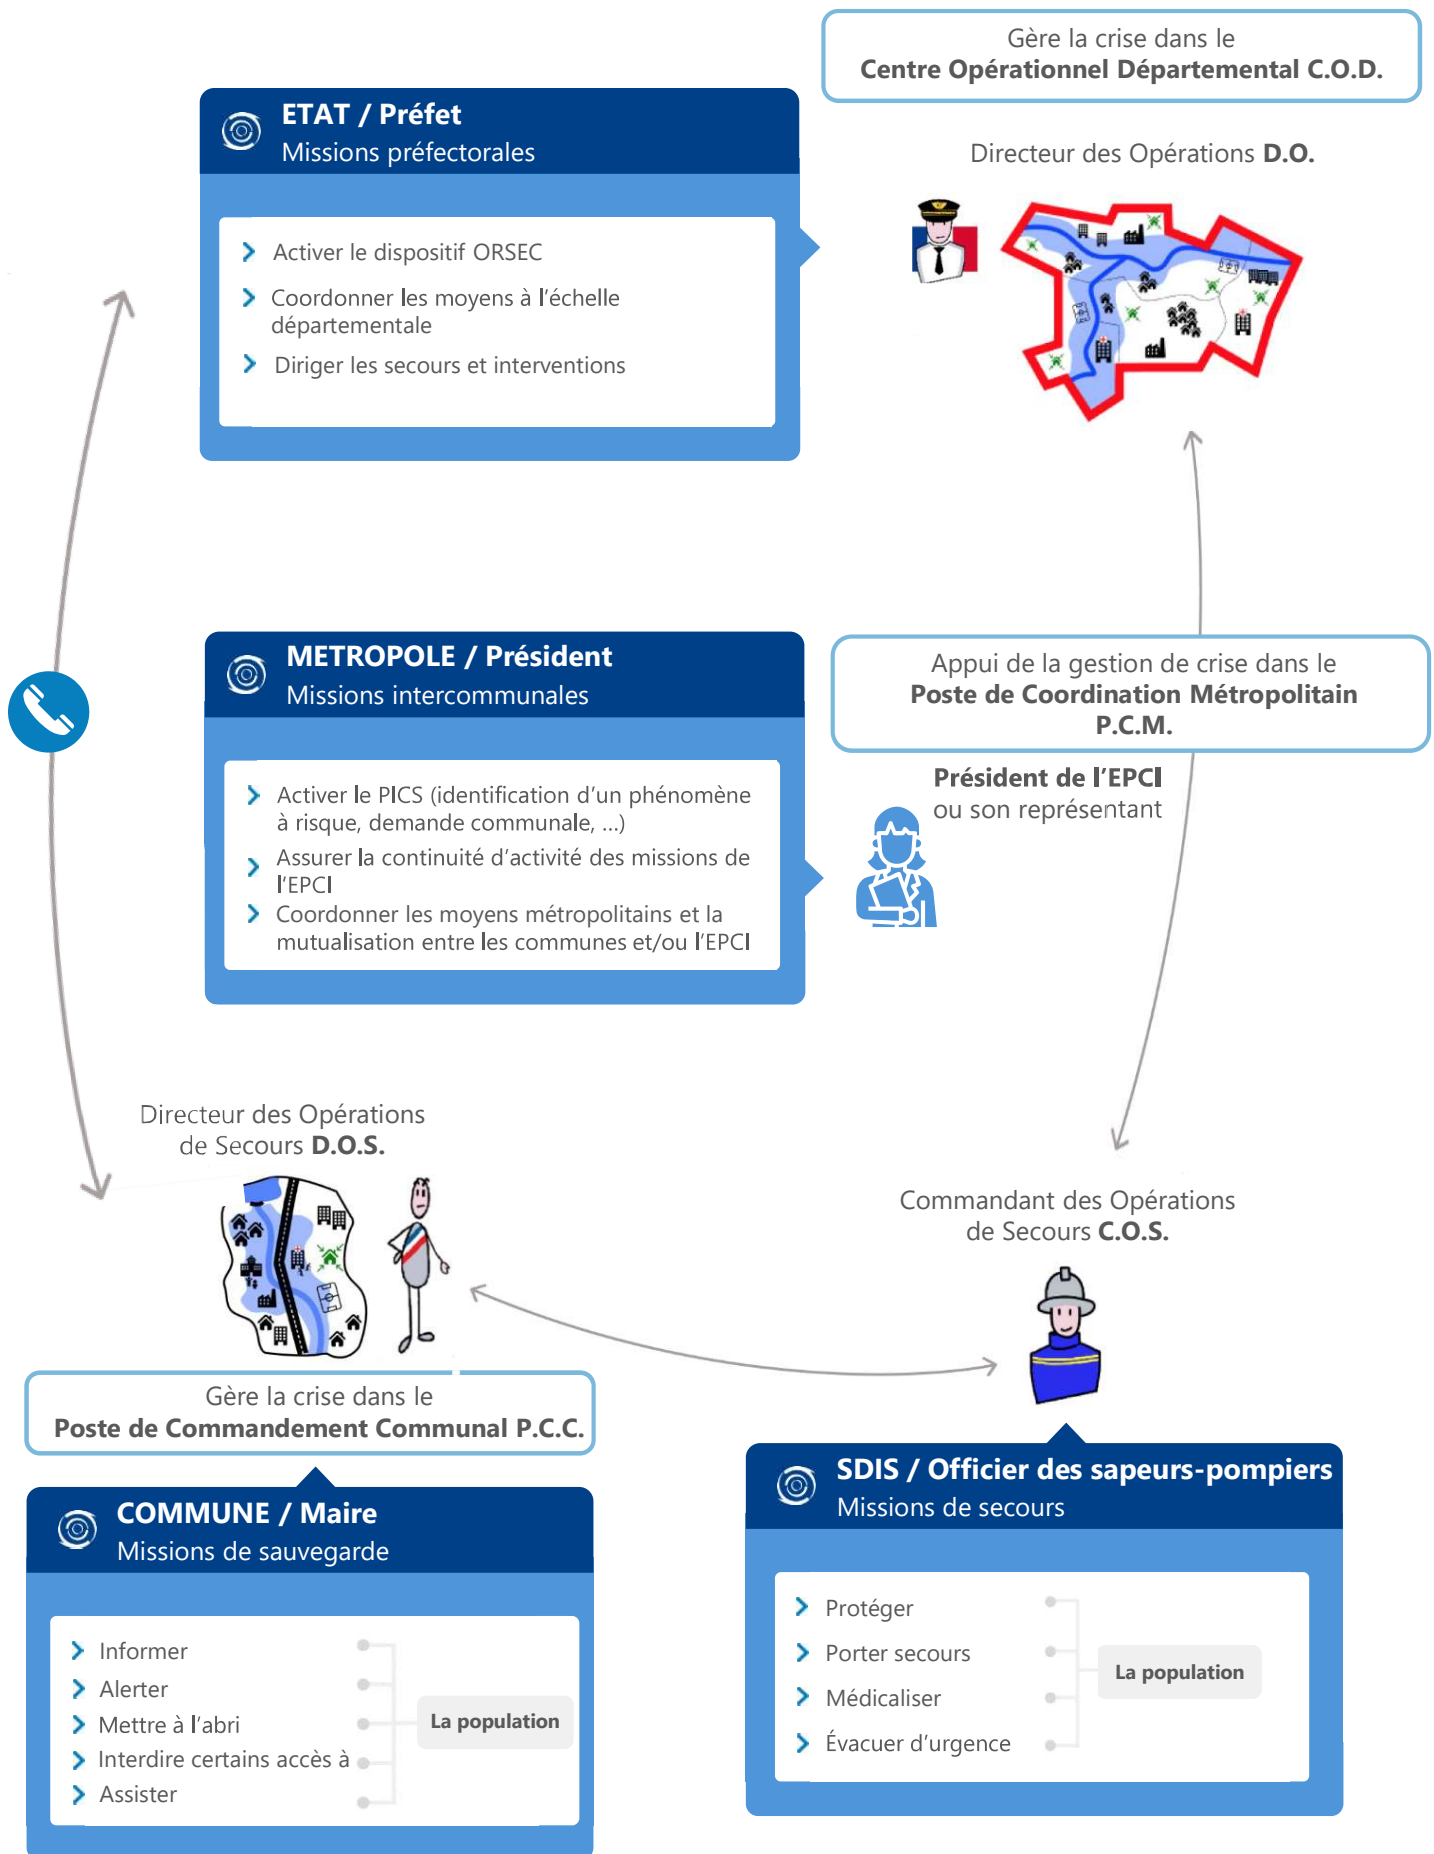 Gère la crise dans le
Centre Opérationnel Départemental C.O.D.
ETAT / Préfet
Missions préfectorales
Directeur des Opérations D.O.
Activer le dispositif ORSEC
Coordonner les moyens à l'échelle
départementale
Diriger les secours et interventions
METROPOLE / Président
Missions intercommunales
Appui de la gestion de crise dans le
Poste de Coordination Métropolitain
P.C.M.
Président de l'EPCI
ou son représentant
Activer le PICS (identification d'un phénomène
à risque, demande communale, ...)
Assurer la continuité d'activité des missions de
l'EPCI
Coordonner les moyens métropolitains et la
mutualisation entre les communes et/ou l'EPCI
Directeur des Opérations
de Secours D.O.S.
Commandant des Opérations
de Secours C.O.S.
Gère la crise dans le
Poste de Commandement Communal P.C.C.
COMMUNE / Maire
Missions de sauvegarde
Informer
Alerter
Mettre à l'abri
Interdire certains accès à
Assister
La population
SDIS / Officier des sapeurs-pompiers
Missions de secours
Protéger
Porter secours
Médicaliser
Évacuer d'urgence
La population